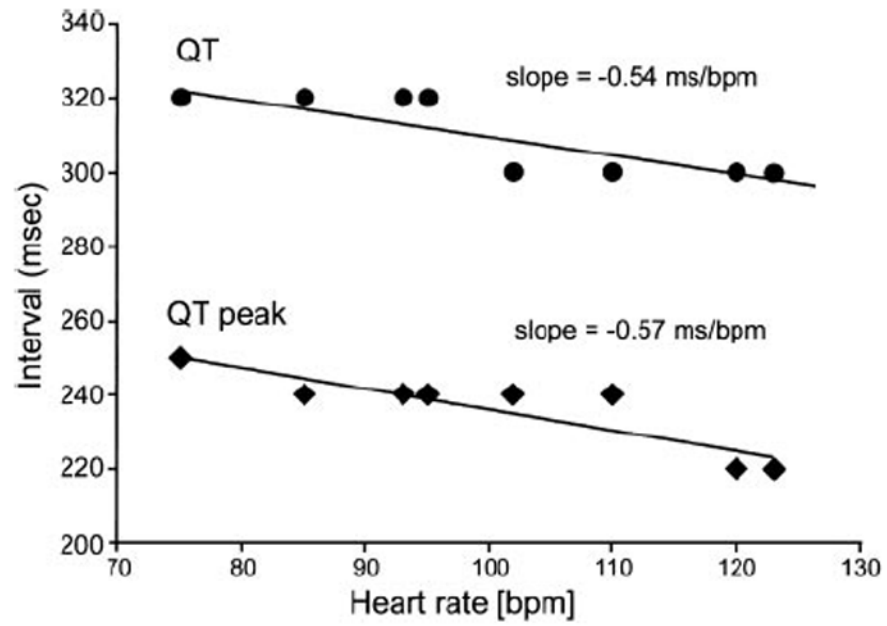 340
QT
slope = -0.54 ms/bpm
320
300
280
Interval (msec)
QT peak
260
slope = -0.57 ms/bpm
240
220
200
70 80 90 100 110 120 130
Heart rate [bpm]